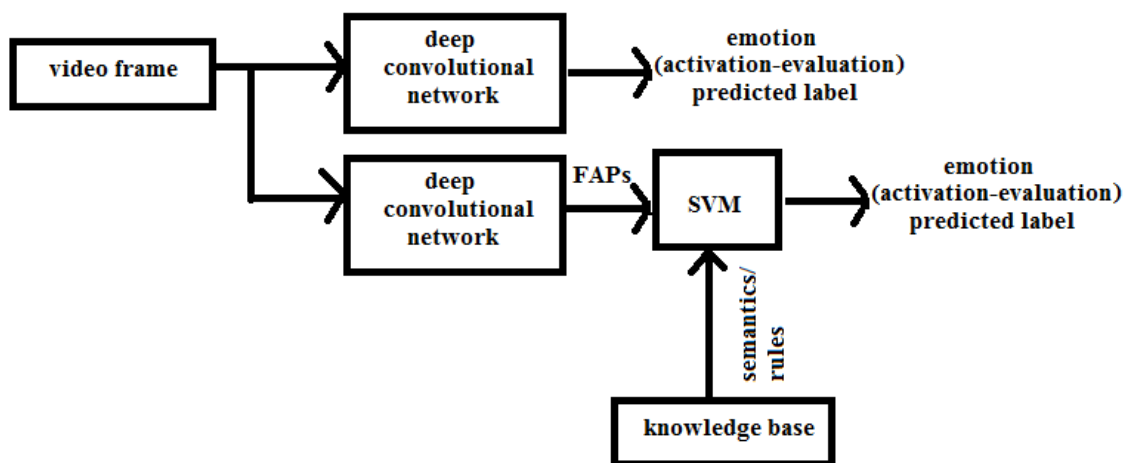 video frame
deep
convolutional
network
emotion
(activation-evaluation)
predicted label
deep
convolutional
network
FAPs
SVM
emotion
(activation-evaluation)
predicted label
semantics/
rules
knowledge base